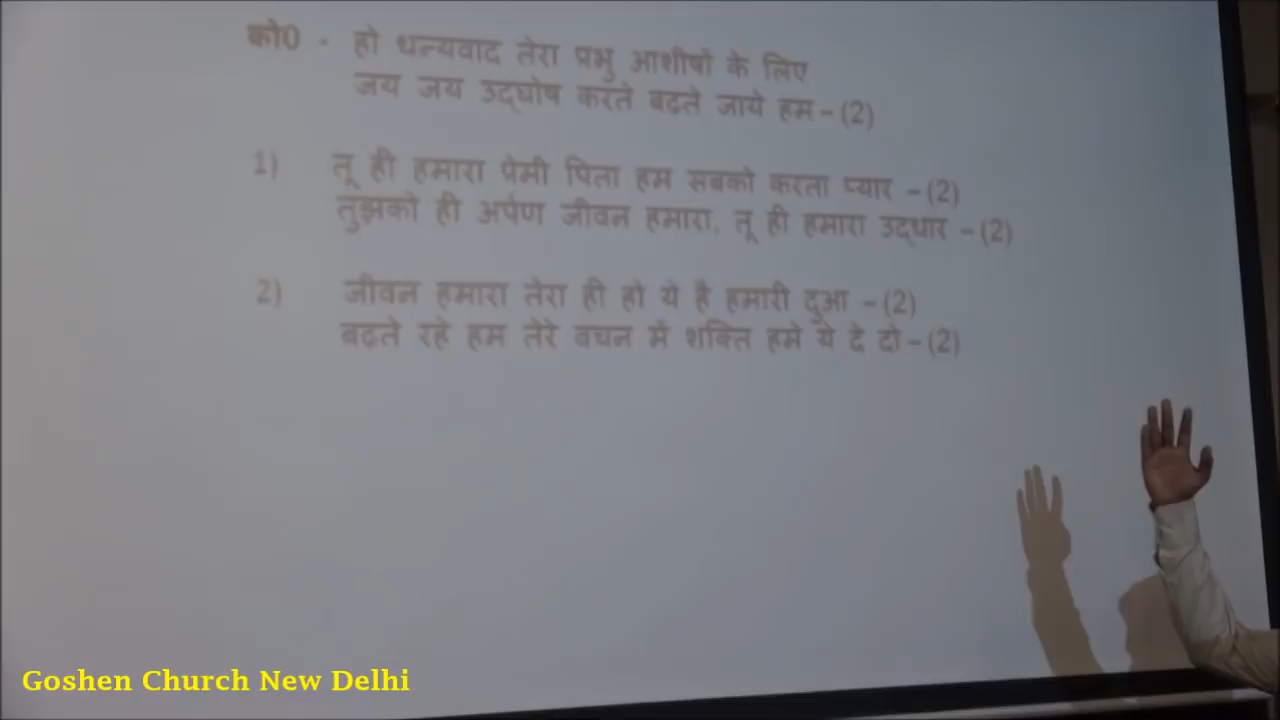 को0 - हो धन्यवाद तेरा प्रभु आशीषों के लिए
जय जय उद्घोष करते बढ़ते जाये हम – (2)
1) तू ही हमारा प्रेमी पिता हम सबको करता प्यार – (2)
तुझको ही अर्पण जीवन हमारा, तू ही हमारा उद्धार – (2)
2) जीवन हमारा तेरा ही हो ये है हमारी दुआ – (2)
बढ़ते रहे हम तेरे वचन में शक्ति हमे ये दे दो – (2)
Goshen Church New Delhi